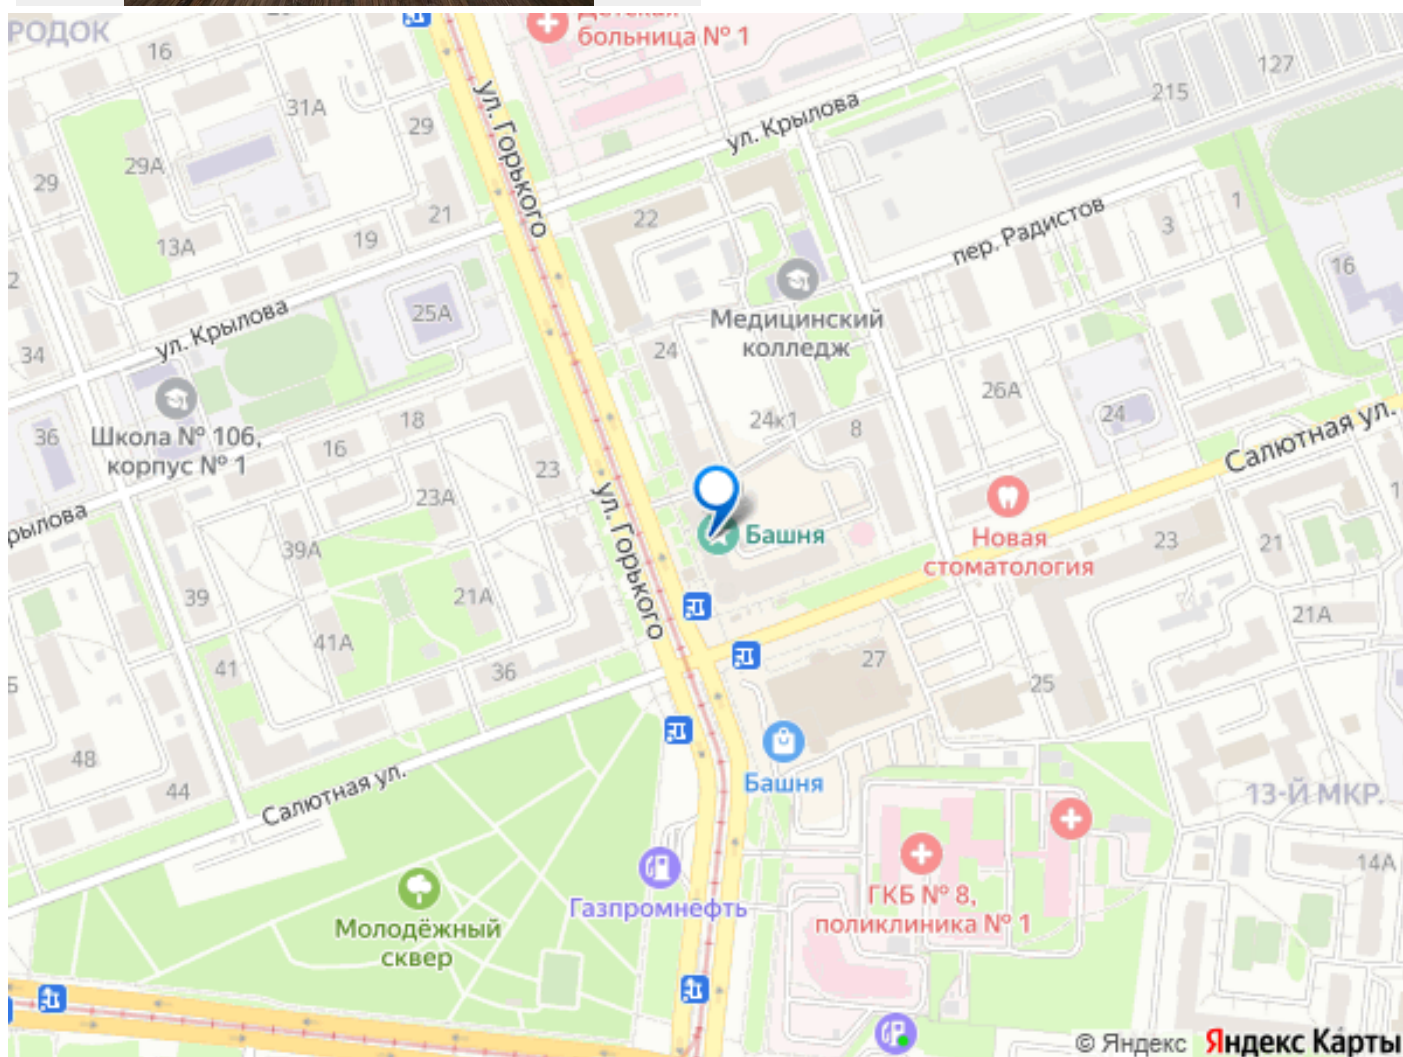 РОДОК
16
31А
29
29А
29
13А
21
19
ул. Горького
больница № 1
ул. Крылова
215
127
22
пер. Радистов
3
1
16
Медицинский
колледж
25А
ул. Крылова
34
24
24к1
8
26А
24
Салютная ул.
36
Школа № 106,
корпус № 1
18
16
23
23А
39А
39
21А
41А
41
36
ул. Горького
Башня
Новая
стоматология
23
21
21А
27
25
48
44
Салютная ул.
Башня
13-Й МКР.
14А
Газпромнефть
ГКБ № 8,
поликлиника № 1
Молодёжный
сквер
© Яндекс Яндекс Карты